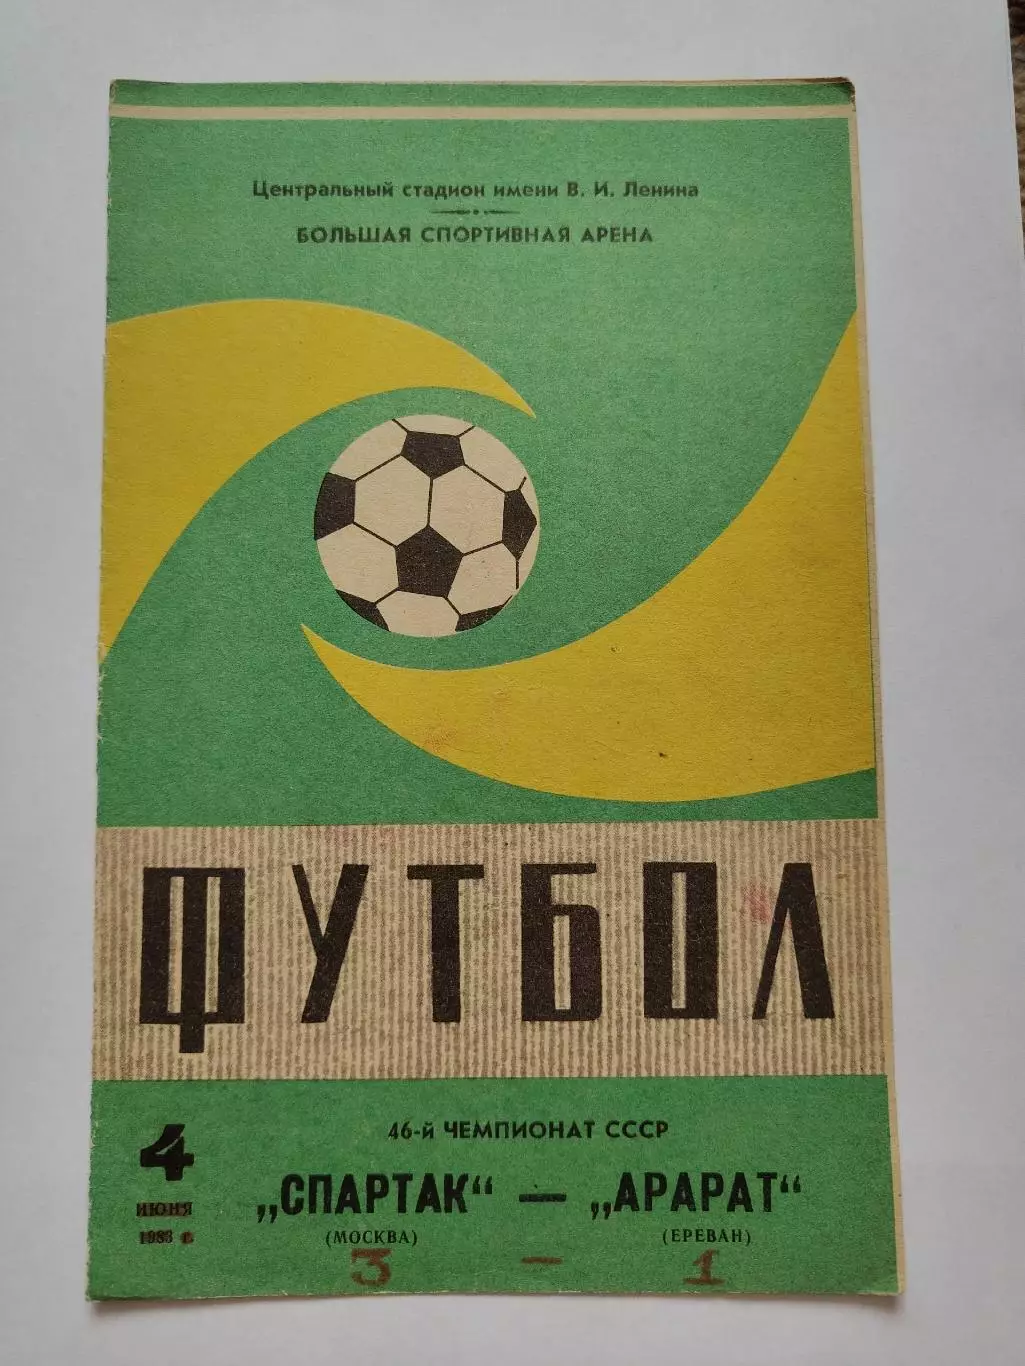 Центральный стадион имени В. И. Ленина
БОЛЬШАЯ СПОРТИВНАЯ АРЕНА
ФУТБОЛ
46-й ЧЕМПИОНАТ СССР
4
ИЮНЯ
1983 г.
„СПАРТАК“ — „АРАРАТ“
(МОСКВА) (ЕРЕВАН)
3 — 1